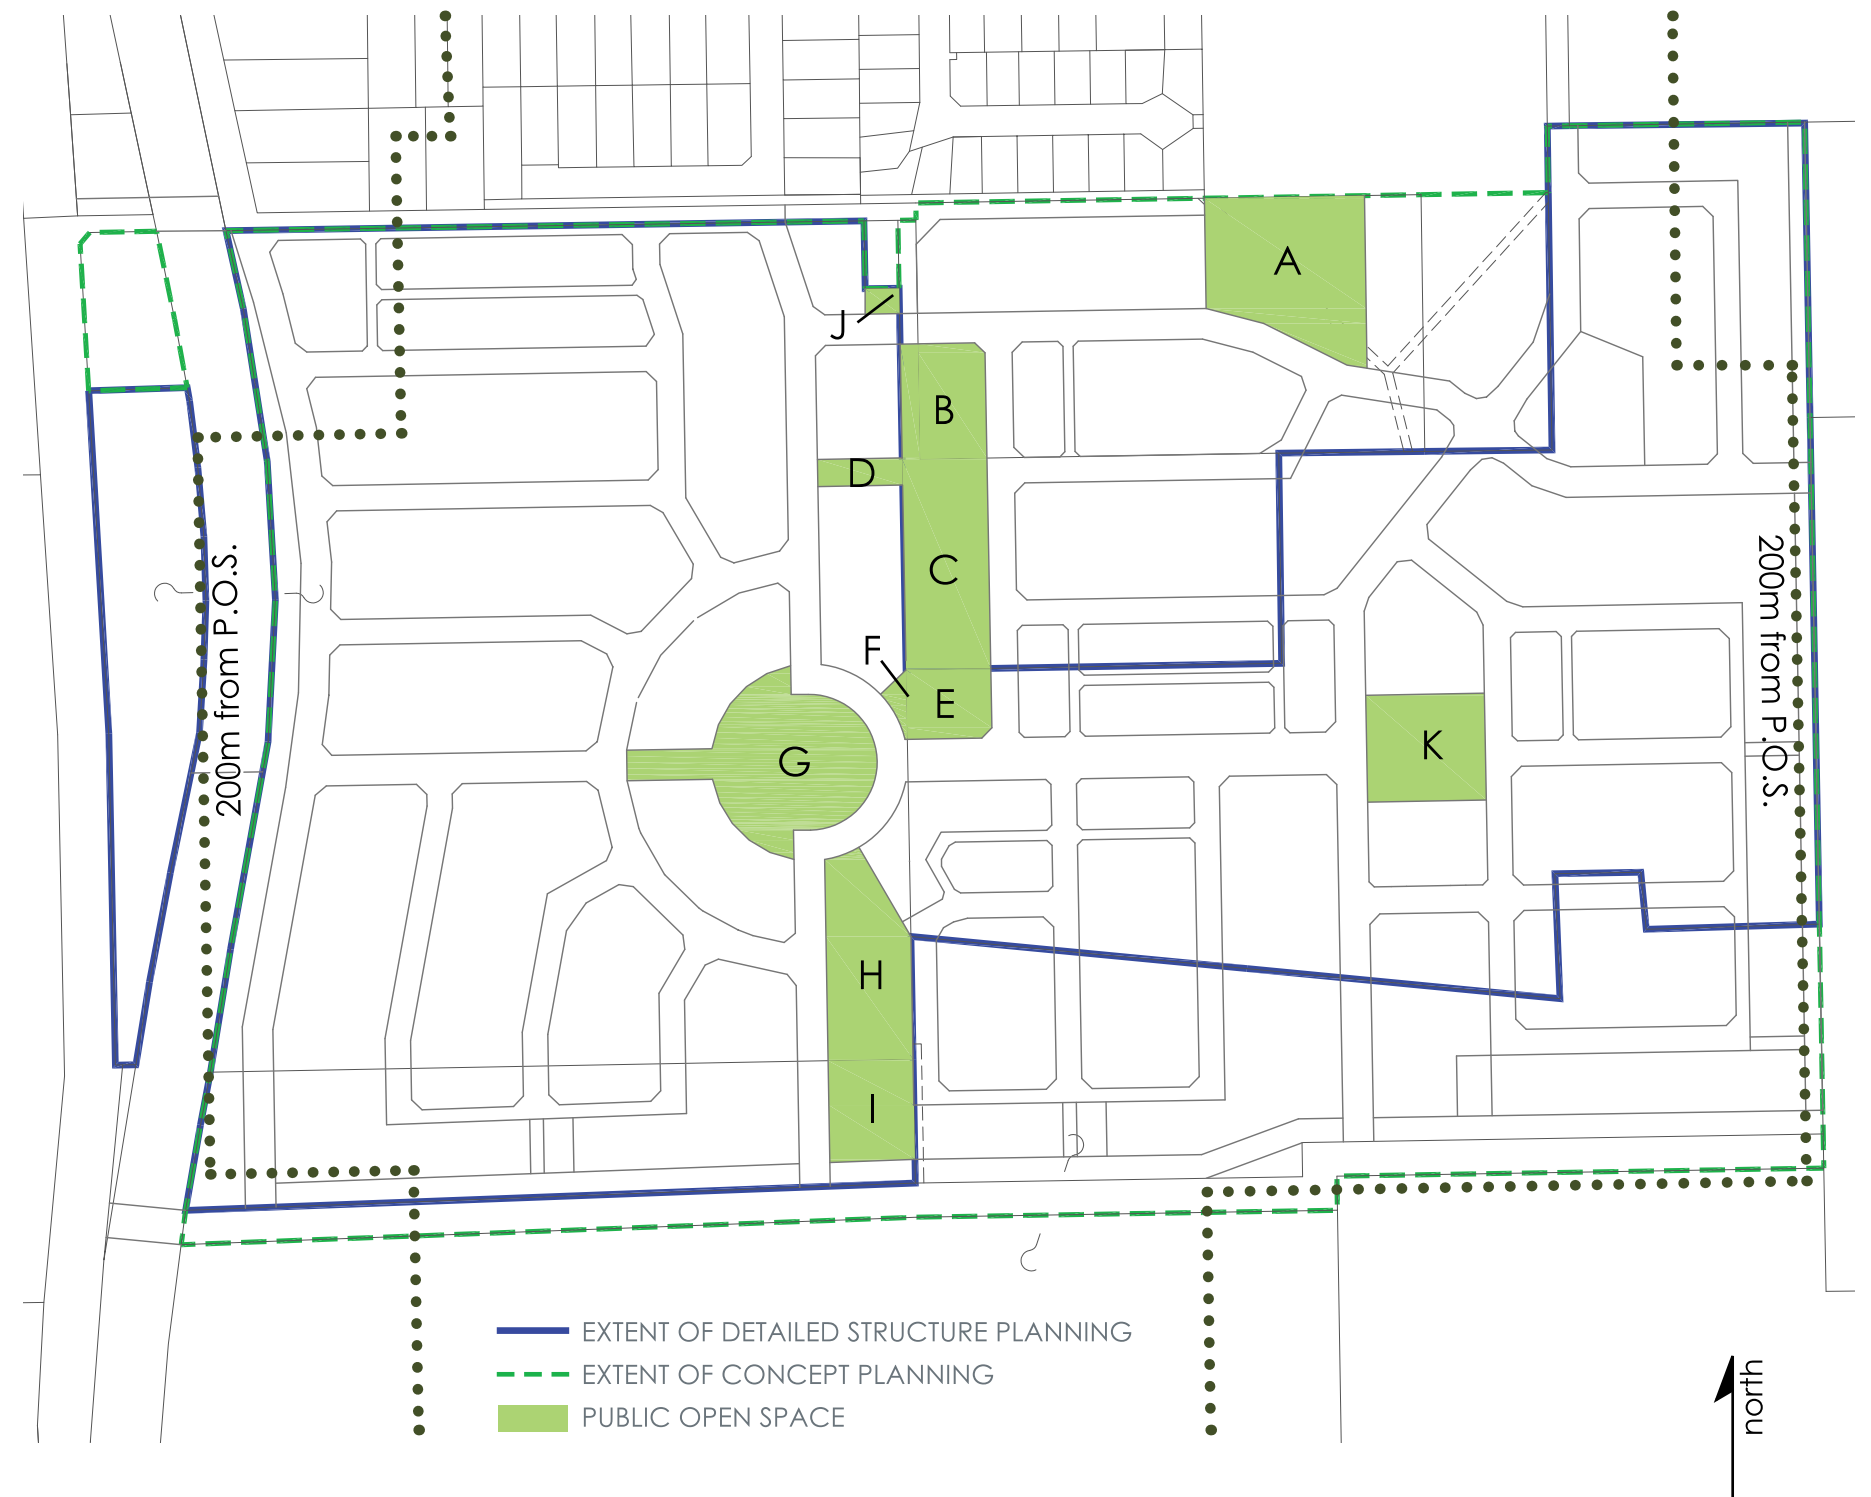 A
J
B
D
C
200m from P.O.S.
200m from P.O.S.
F
E
K
G
H
I
EXTENT OF DETAILED STRUCTURE PLANNING
EXTENT OF CONCEPT PLANNING
PUBLIC OPEN SPACE
north